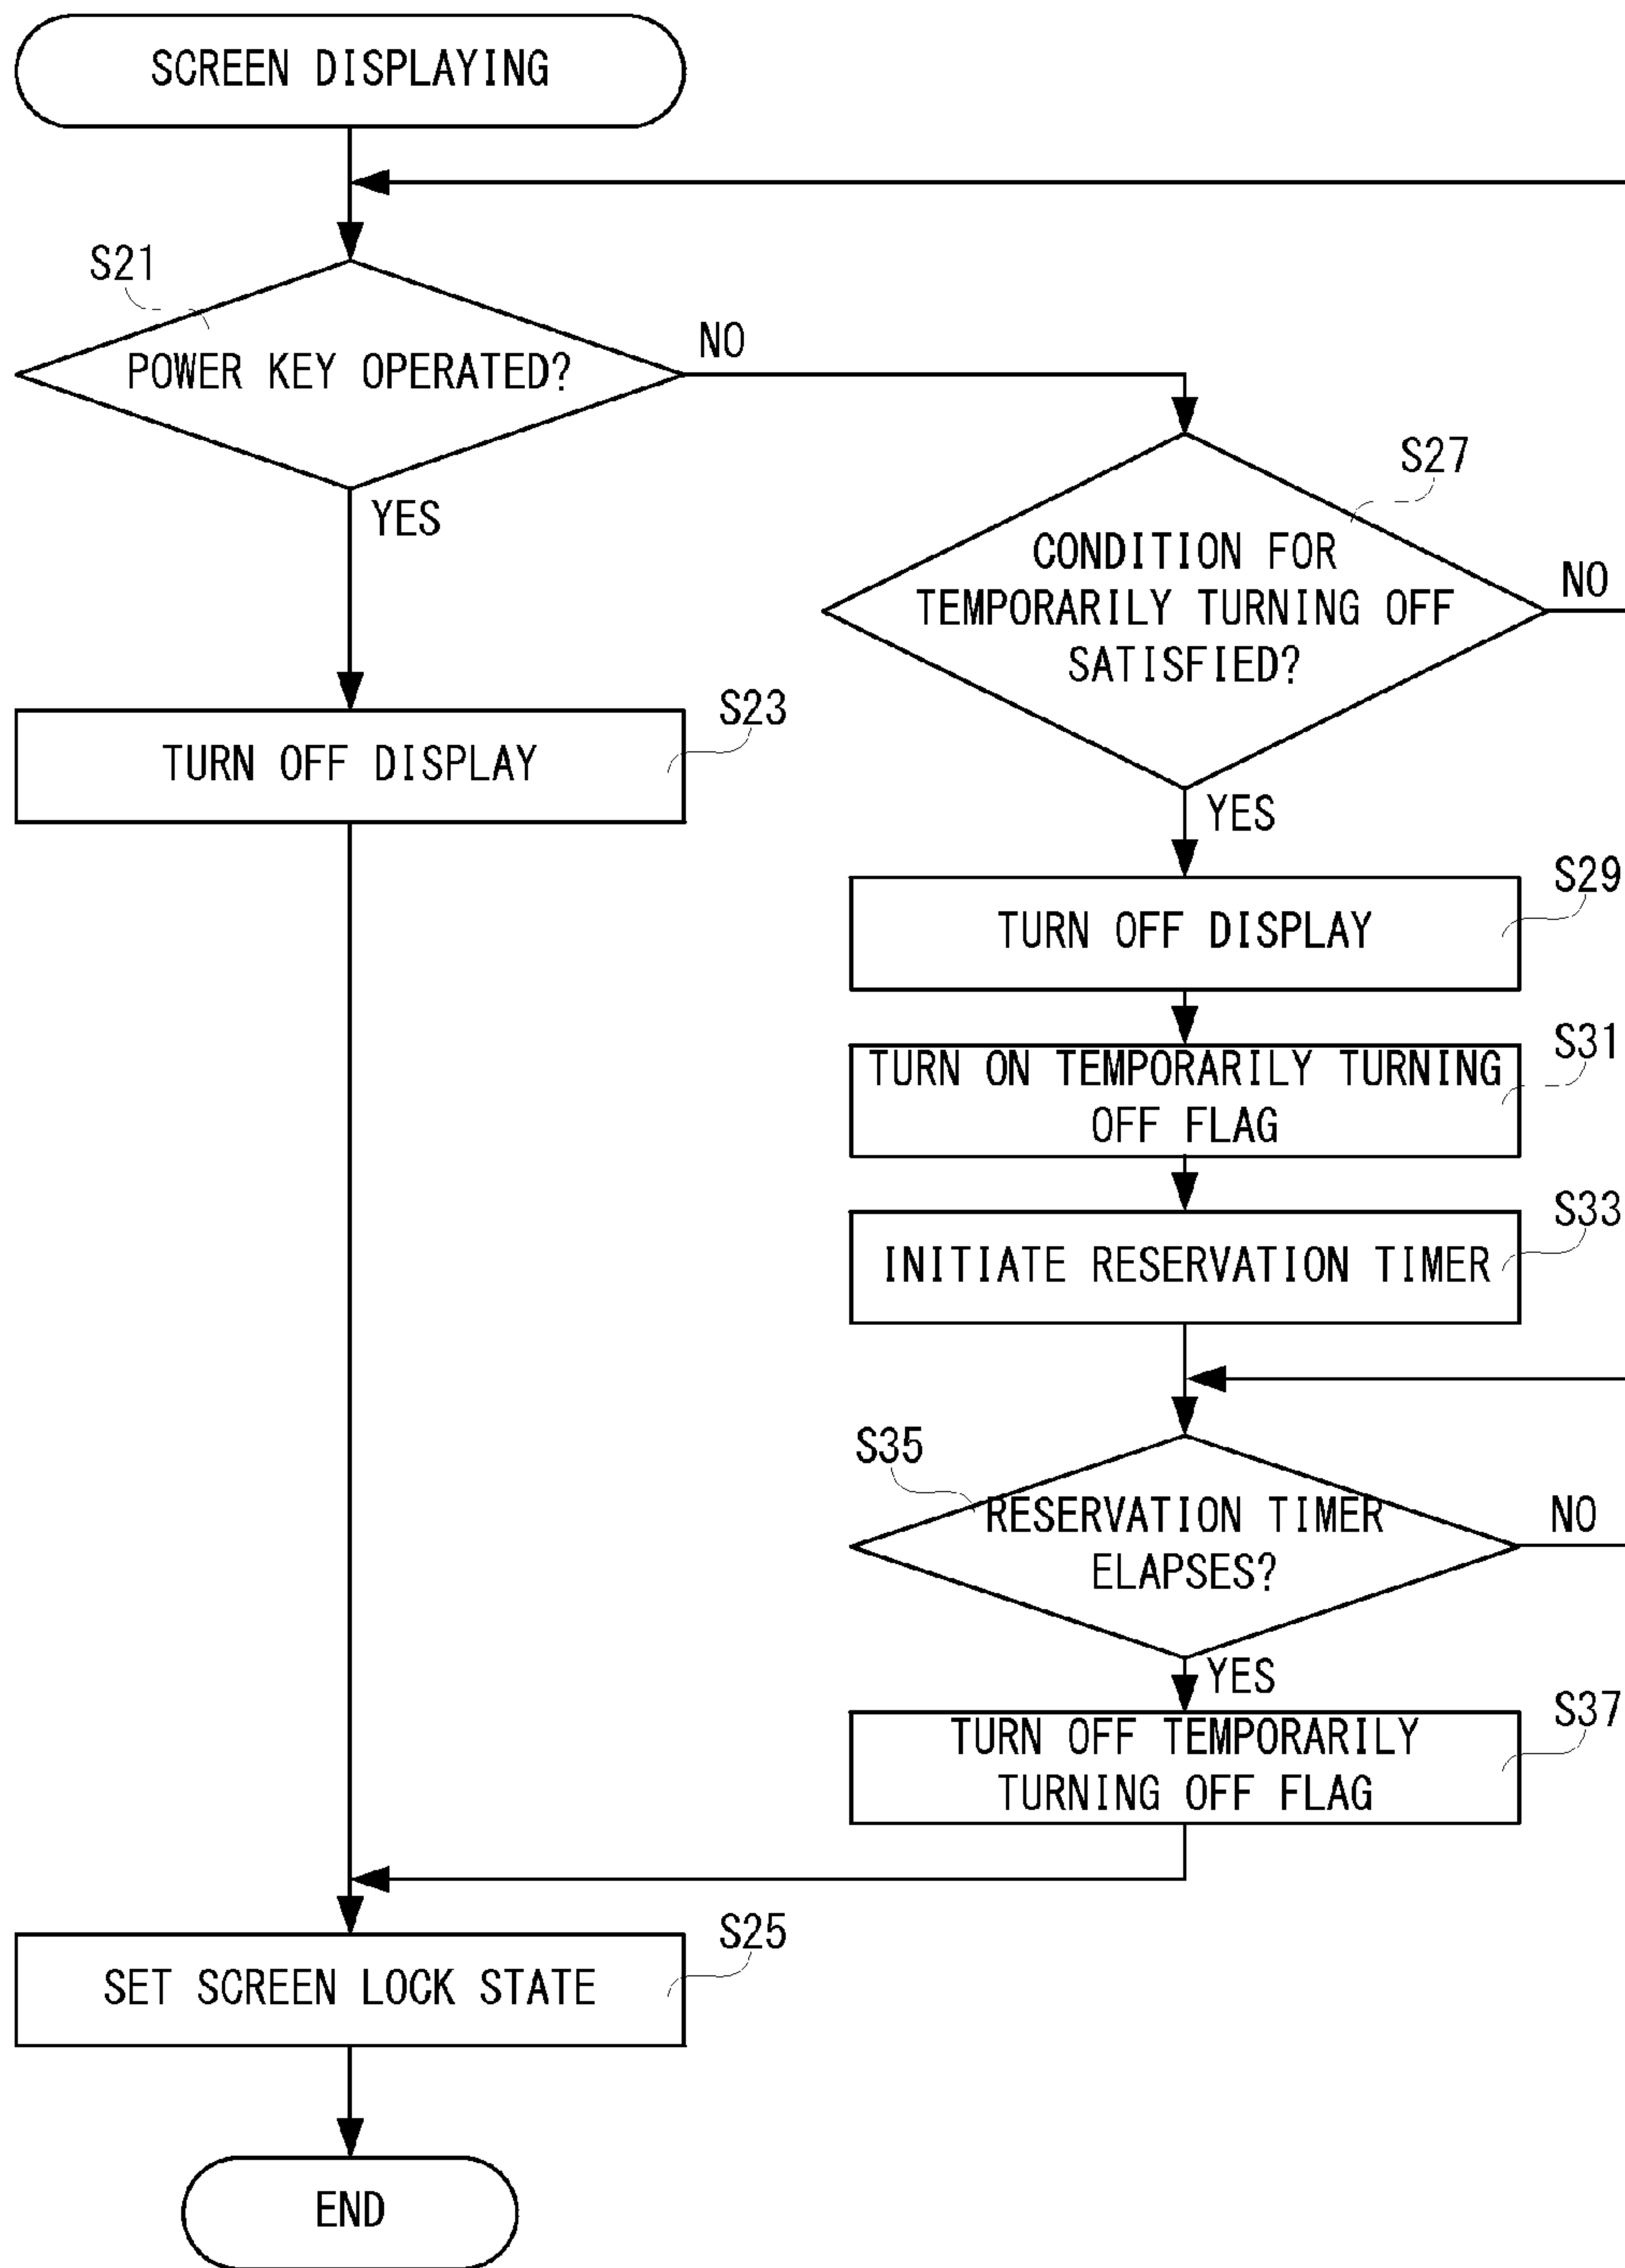 SCREEN DISPLAYING
S21
POWER KEY OPERATED?
NO
YES
S27
CONDITION FOR
TEMPORARILY TURNING OFF
SATISFIED?
NO
YES
S23
TURN OFF DISPLAY
S29
TURN OFF DISPLAY
S31
TURN ON TEMPORARILY TURNING
OFF FLAG
S33
INITIATE RESERVATION TIMER
S35
RESERVATION TIMER
ELAPSES?
NO
YES
S37
TURN OFF TEMPORARILY
TURNING OFF FLAG
S25
SET SCREEN LOCK STATE
END